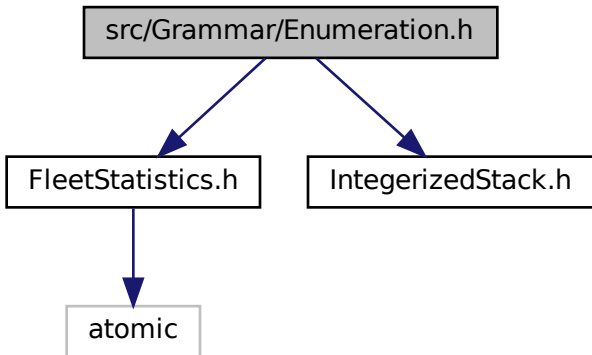 src/Grammar/Enumeration.h
FleetStatistics.h
IntegerizedStack.h
atomic